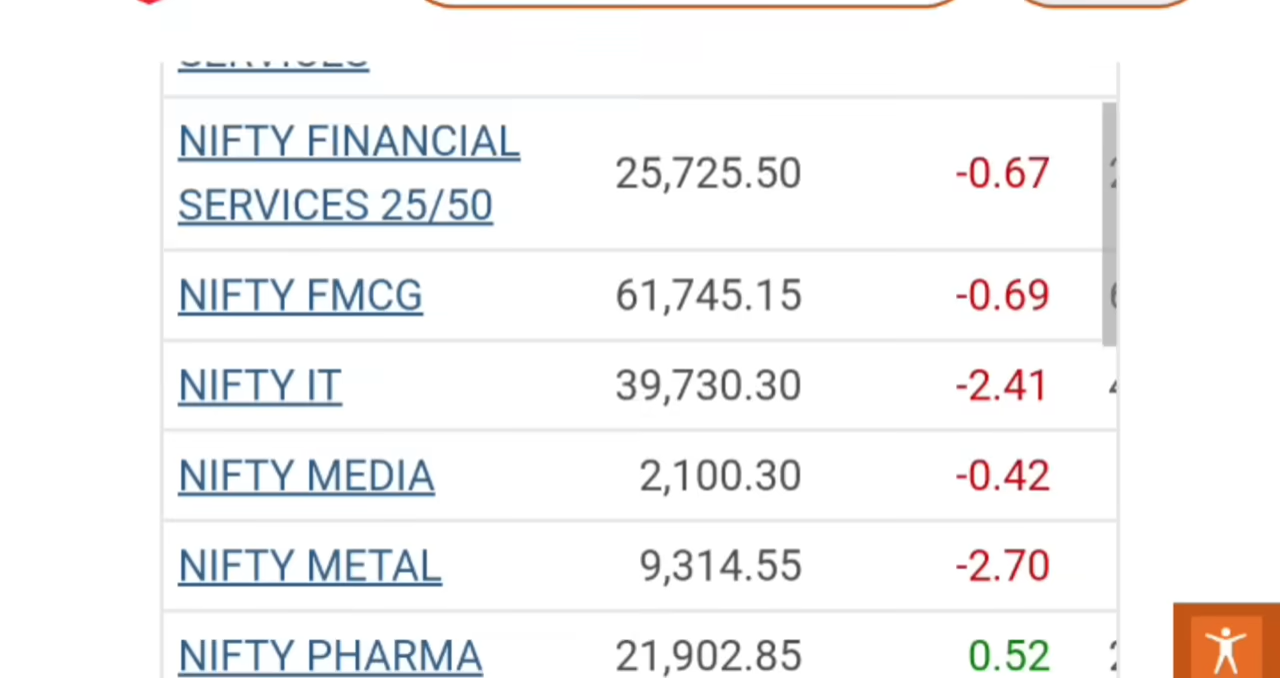 SERVICES
NIFTY FINANCIAL
SERVICES 25/50
25,725.50
-0.67
NIFTY FMCG
61,745.15
-0.69
NIFTY IT
39,730.30
-2.41
NIFTY MEDIA
2,100.30
-0.42
NIFTY METAL
9,314.55
-2.70
NIFTY PHARMA
21,902.85
0.52